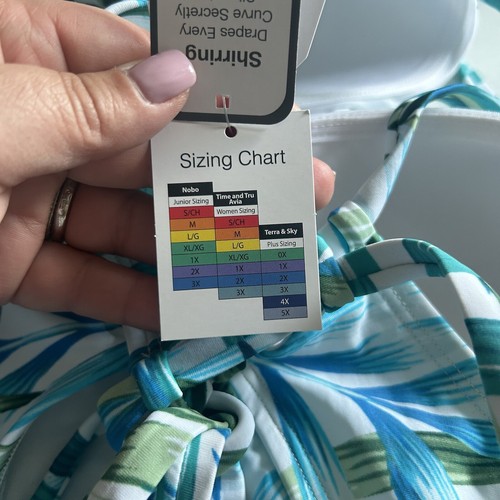 Shirring
Drapes Every
Curve Secretly
Sizing Chart
Nobo
Junior Sizing
S/CH
M
L/G
XL/XG
1X
2X
3X
Time and Tru
Avia
Women Sizing
S/CH
M
L/G
XL/XG
1X
2X
3X
Terra & Sky
Plus Sizing
0X
1X
2X
3X
4X
5X